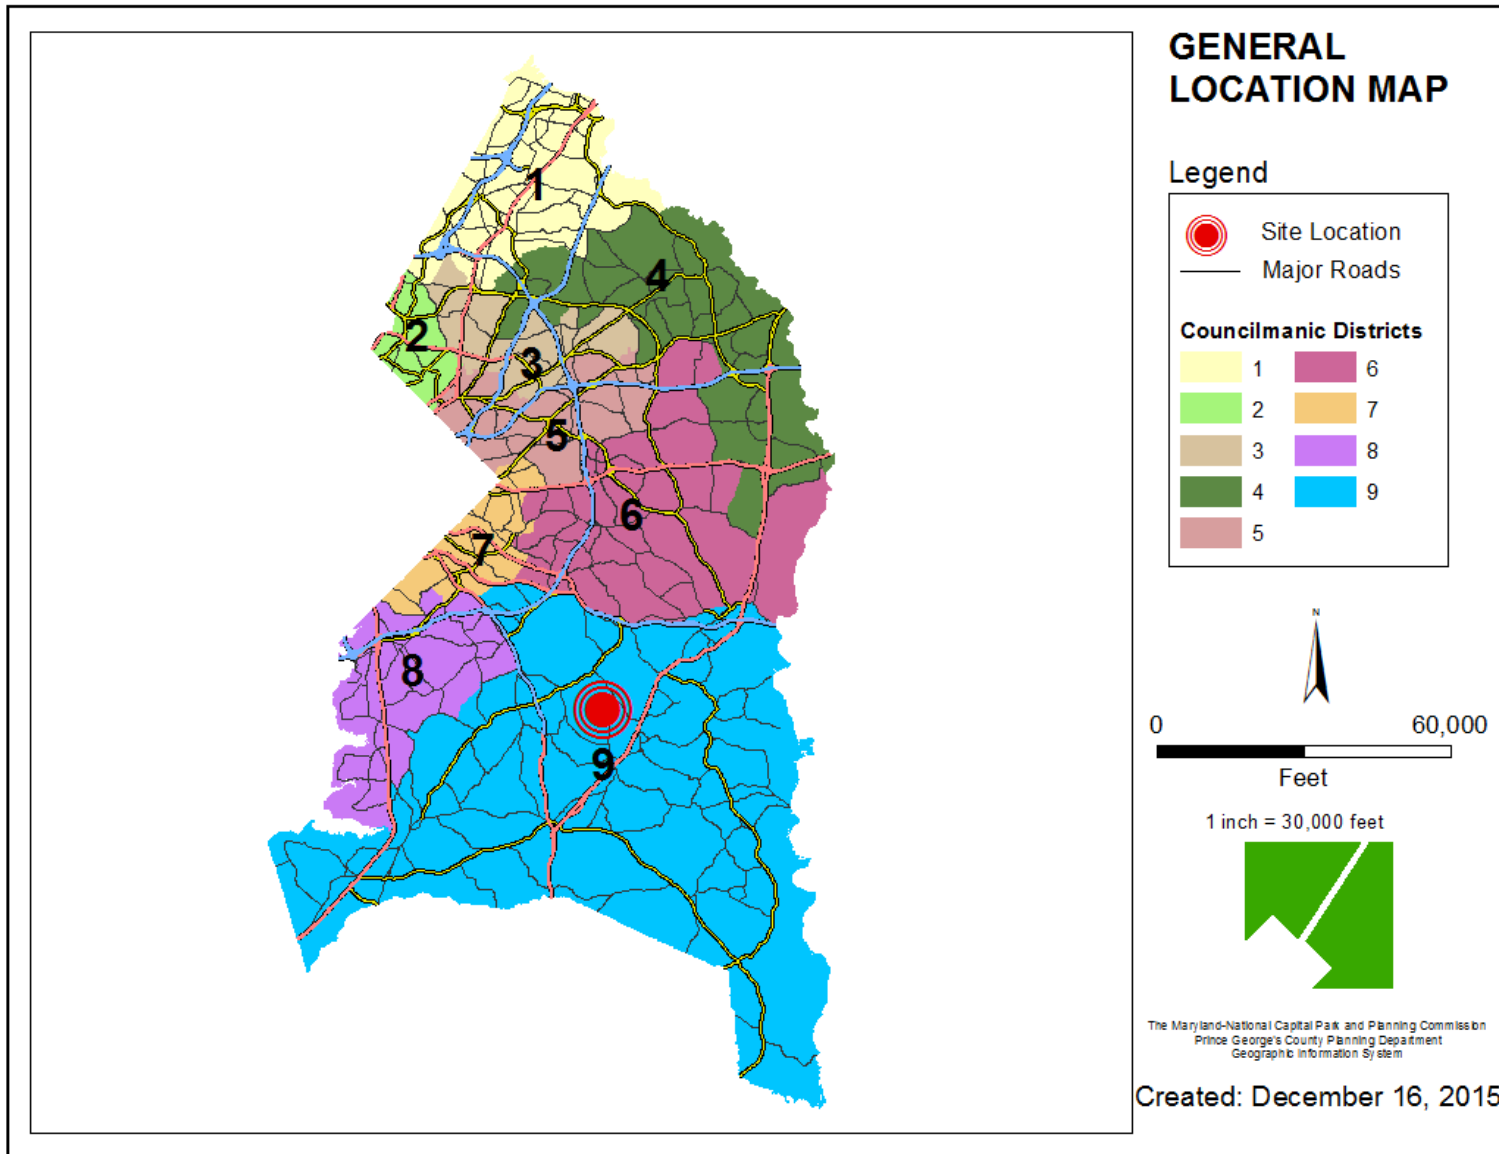 GENERAL
LOCATION MAP
Legend
Site Location
Major Roads
Councilmanic Districts
1 6
2 7
3 8
4 9
5
1
4
2
3
5
6
7
8
9
N
0 60,000
Feet
1 inch = 30,000 feet
The Maryland-National Capital Park and Planning Commission
Prince George's County Planning Department
Geographic Information System
Created: December 16, 2015